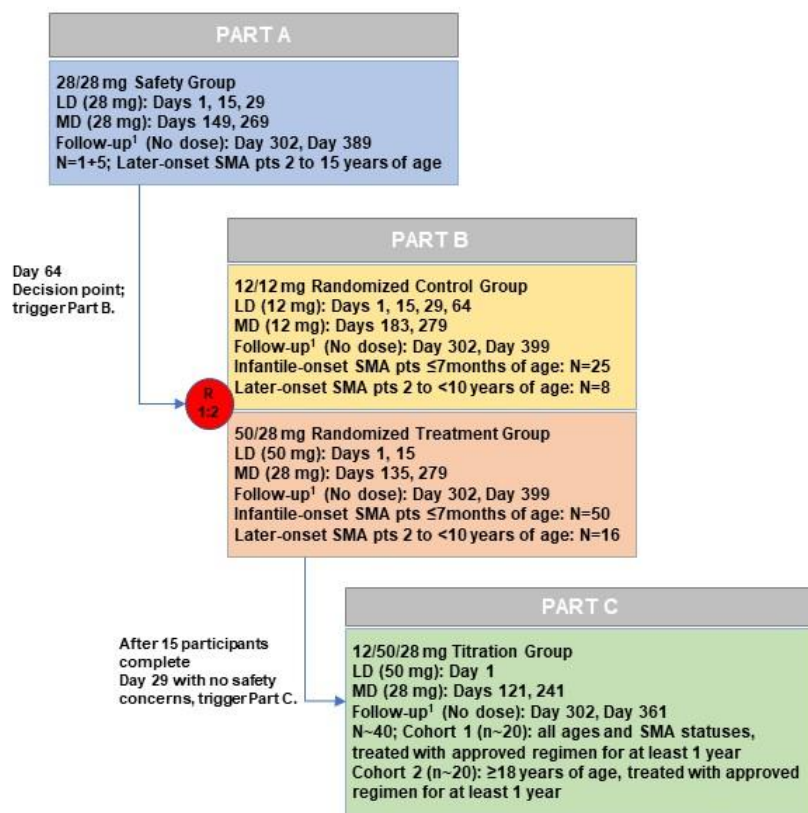 PART A
28/28 mg Safety Group
LD (28 mg): Days 1, 15, 29
MD (28 mg): Days 149, 269
Follow-up¹ (No dose): Day 302, Day 389
N=1+5; Later-onset SMA pts 2 to 15 years of age
Day 64
Decision point;
trigger Part B.
PART B
R
1:2
12/12 mg Randomized Control Group
LD (12 mg): Days 1, 15, 29, 64
MD (12 mg): Days 183, 279
Follow-up¹ (No dose): Day 302, Day 399
Infantile-onset SMA pts ≤7months of age: N=25
Later-onset SMA pts 2 to <10 years of age: N=8
50/28 mg Randomized Treatment Group
LD (50 mg): Days 1, 15
MD (28 mg): Days 135, 279
Follow-up¹ (No dose): Day 302, Day 399
Infantile-onset SMA pts ≤7months of age: N=50
Later-onset SMA pts 2 to <10 years of age: N=16
After 15 participants
complete
Day 29 with no safety
concerns, trigger Part C.
PART C
12/50/28 mg Titration Group
LD (50 mg): Day 1
MD (28 mg): Days 121, 241
Follow-up¹ (No dose): Day 302, Day 361
N~40; Cohort 1 (n~20): all ages and SMA statuses,
treated with approved regimen for at least 1 year
Cohort 2 (n~20): ≥18 years of age, treated with approved
regimen for at least 1 year